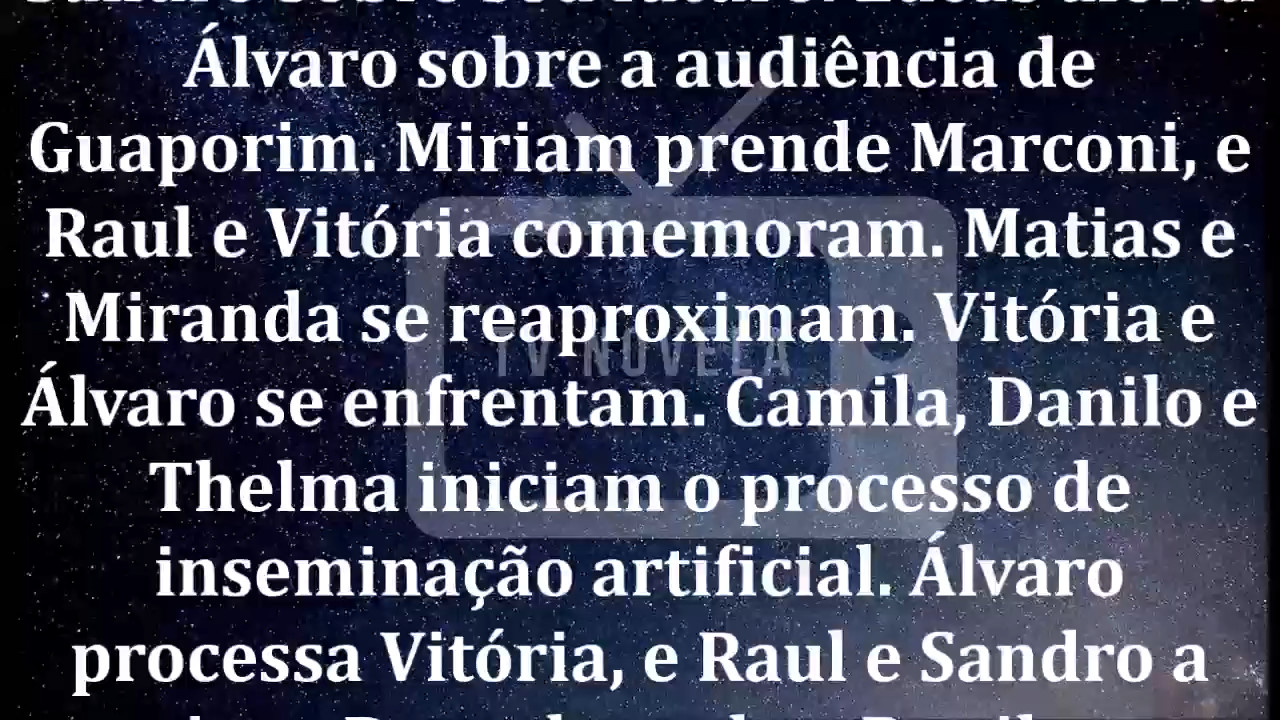 Álvaro sobre a audiência de
Guaporim. Miriam prende Marconi, e
Raul e Vitória comemoram. Matias e
Miranda se reaproximam. Vitória e
TV NOVELA
Álvaro se enfrentam. Camila, Danilo e
Thelma iniciam o processo de
inseminação artificial. Álvaro
processa Vitória, e Raul e Sandro a